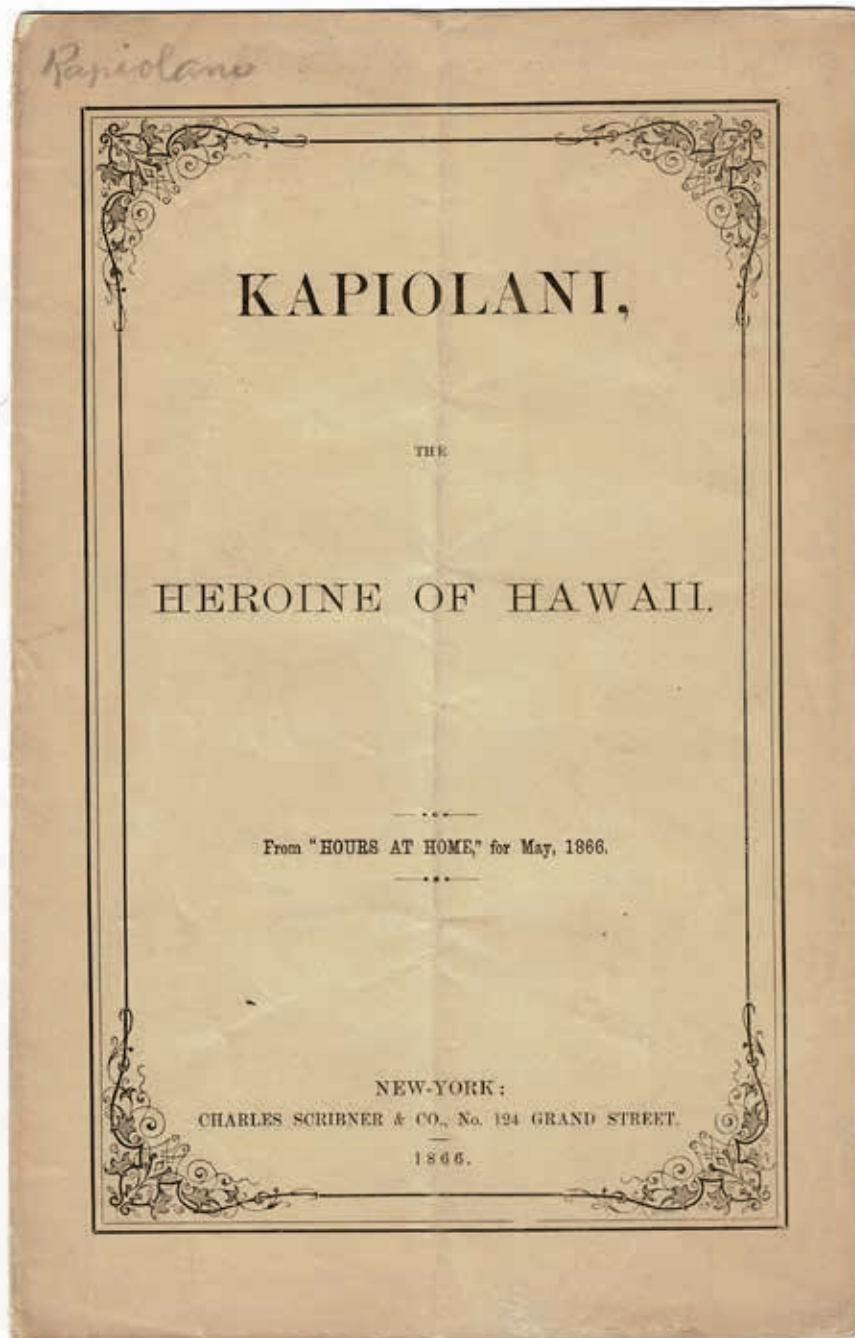 Kapiolani
KAPIOLANI,
THE
HEROINE OF HAWAII.
From "HOURS AT HOME," for May, 1866.
NEW-YORK:
CHARLES SCRIBNER & CO., No. 124 GRAND STREET.
1866.